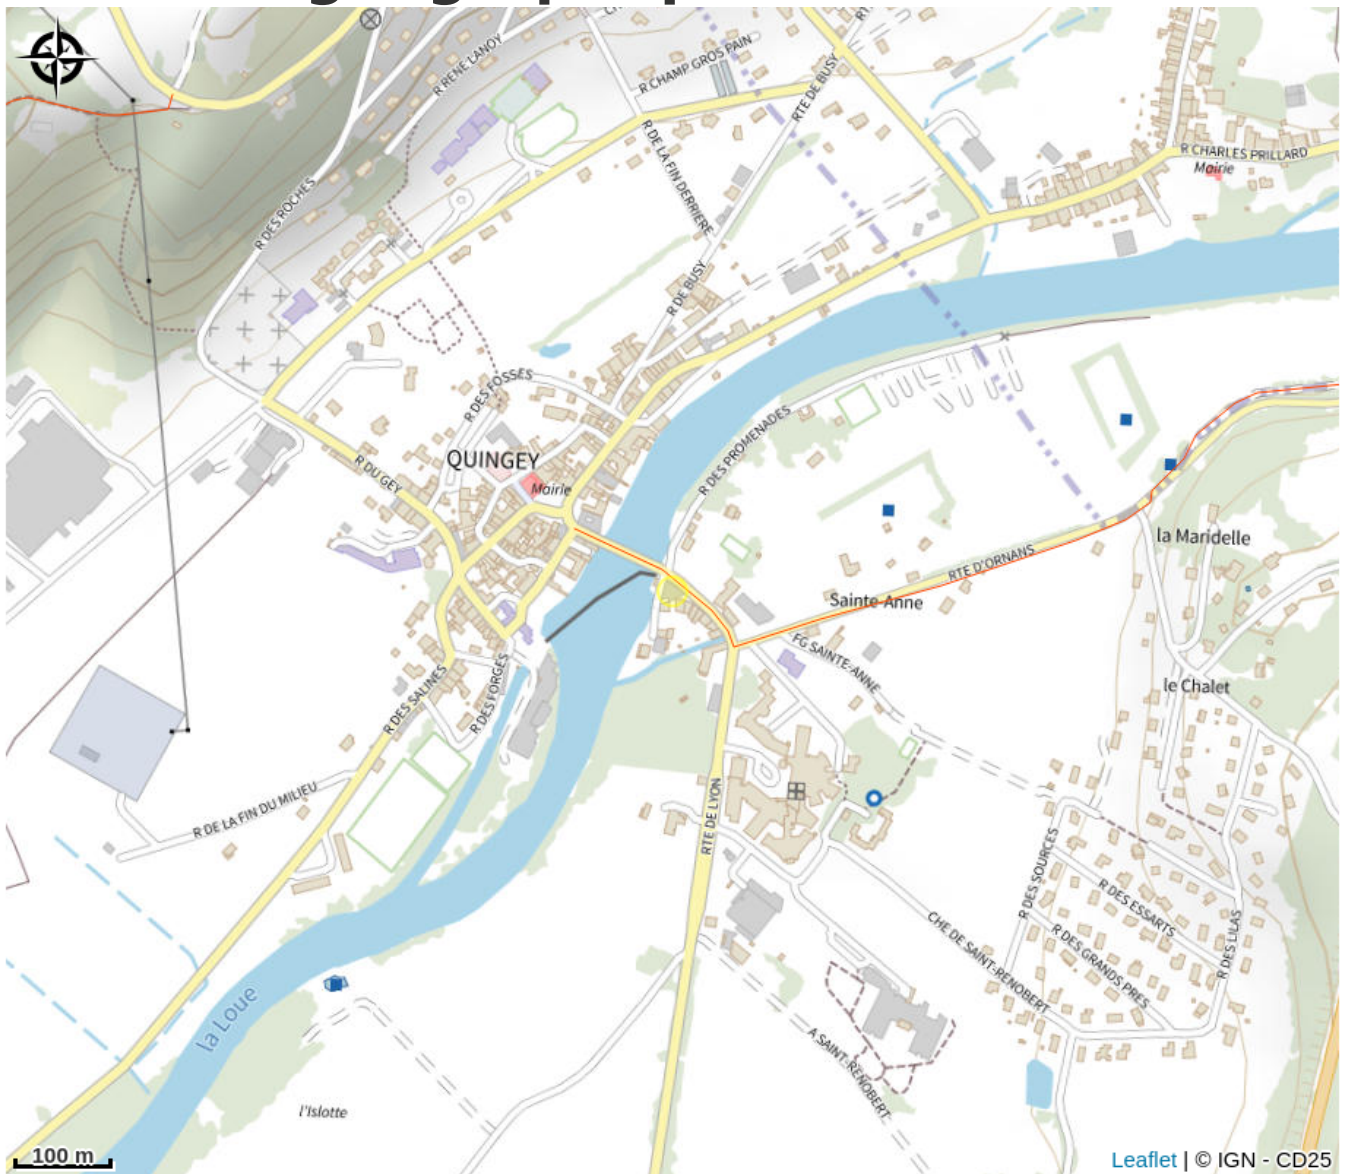 R RENE LANOY
R CHAMP GROS PAIN
RTE DE BUSY
R DE LA FIN DERRIERE
R CHARLES PRILLARD
Mairie
R DES ROCHES
R DE BUSY
R DES FOSSES
R DES PROMENADES
QUINGEY
R DU GEY
Mairie
la Maridelle
RTE D'ORNANS
Sainte-Anne
FG SAINTE-ANNE
le Chalet
R DES SALINES
R DES FORGES
R DE LA FIN DU MILIEU
RTE DE LYON
R DES SOURCES
R DES ESSARTS
R DES LILAS
R DES GRANDS PRES
CHE DE SAINT-RENOBERT
la Loue
A SAINT-RENOBERT
l'Islotte
100 m
Leaflet | © IGN - CD25